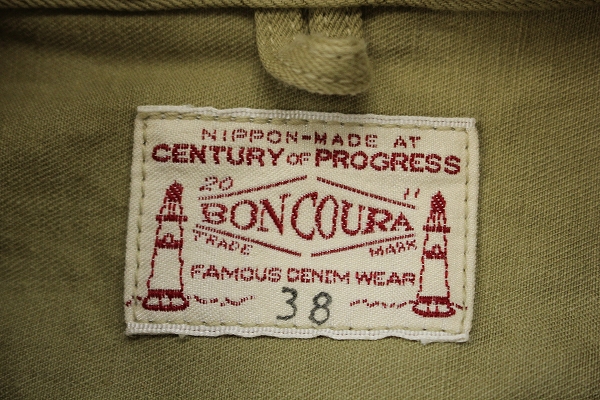 NIPPON-MADE AT
CENTURY OF PROGRESS
20 11
BONCOURA
TRADE MARK
FAMOUS DENIM WEAR
38